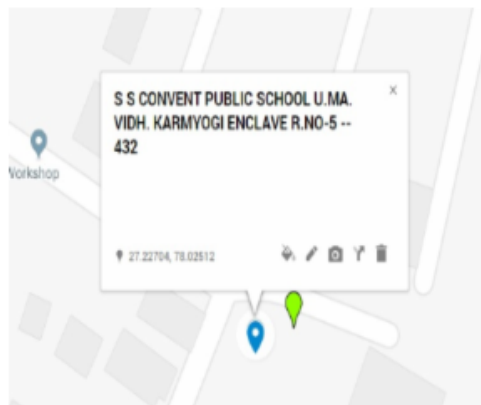 S S CONVENT PUBLIC SCHOOL U.MA.
VIDH. KARMYOGI ENCLAVE R.NO-5 --
432
x
Workshop
27.22704, 78.02512